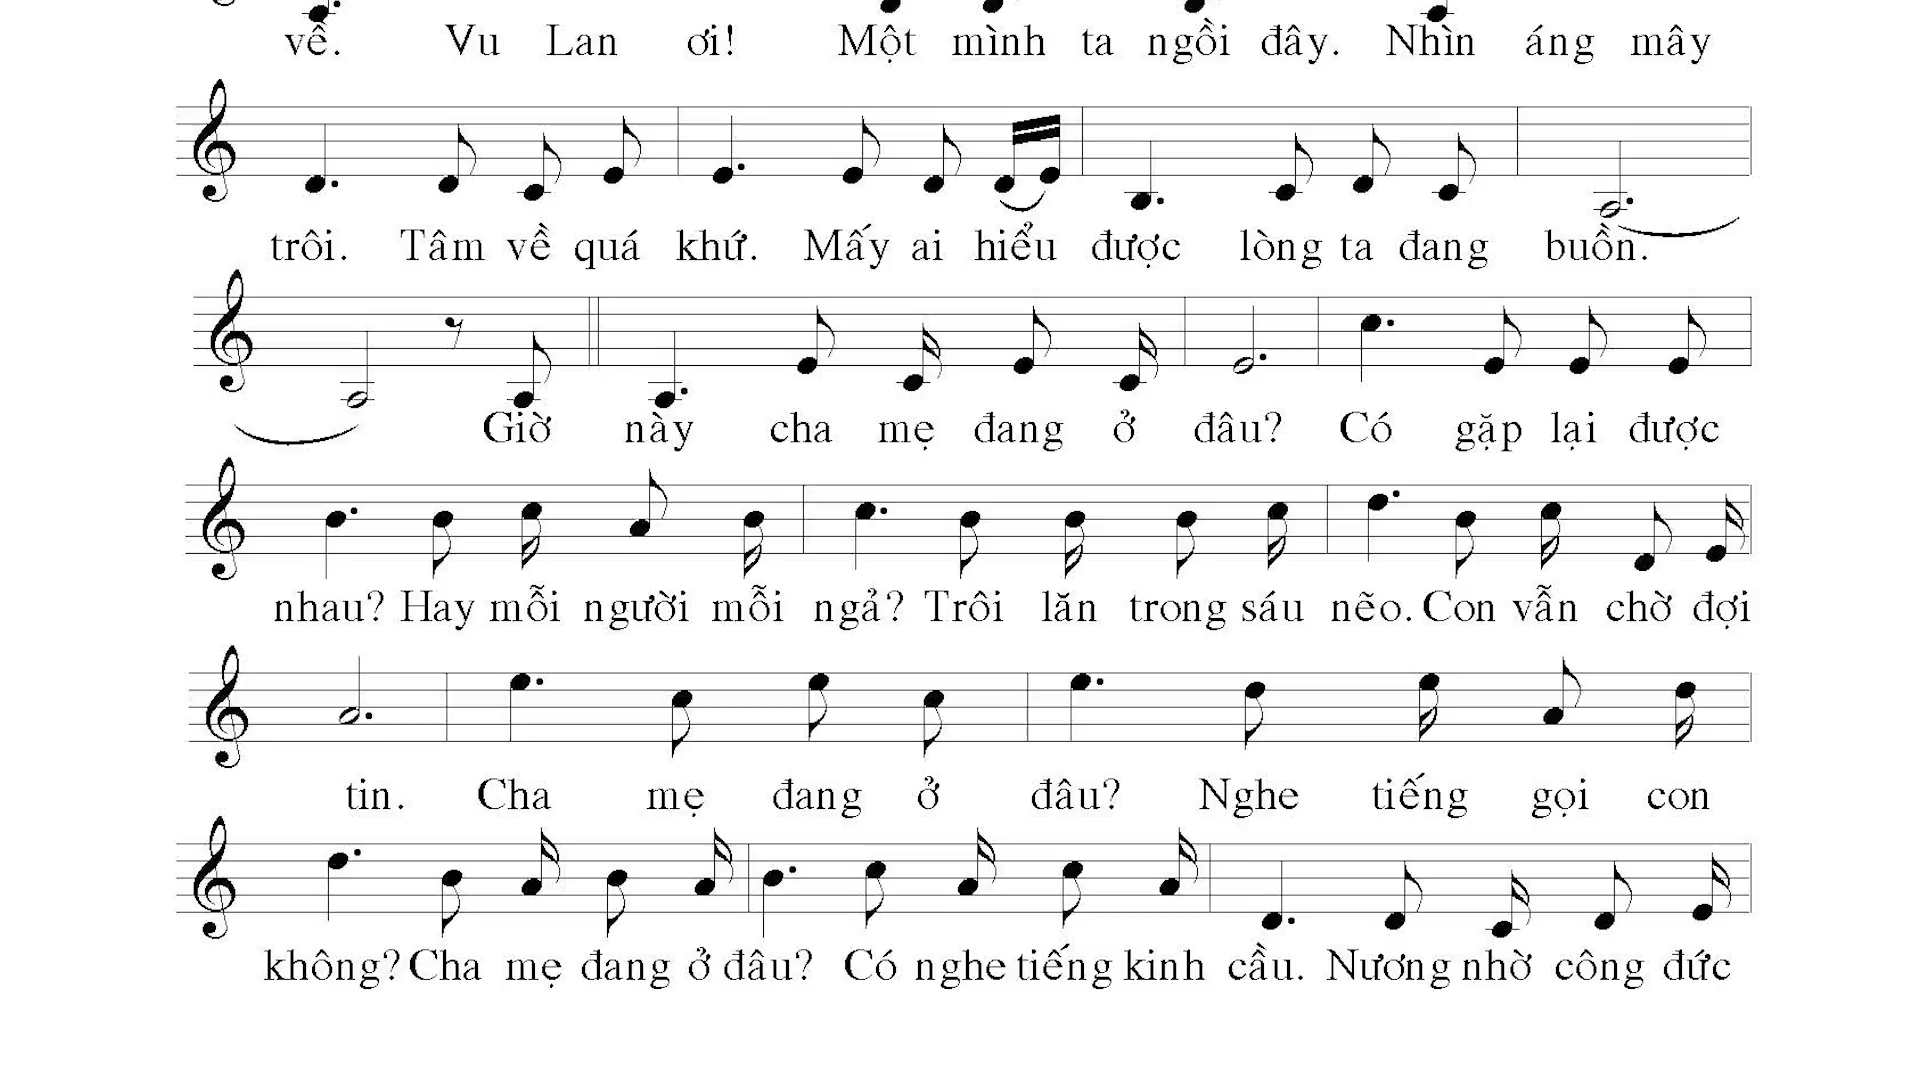 về. Vu Lan ơi! Một mình ta ngồi đây. Nhìn áng mây
trôi. Tâm về quá khứ. Mấy ai hiểu được lòng ta đang buồn.
Giờ này cha mẹ đang ở đâu? Có gặp lại được
nhau? Hay mỗi người mỗi ngả? Trôi lăn trong sáu nẽo. Con vẫn chờ đợi
tin. Cha mẹ đang ở đâu? Nghe tiếng gọi con
không? Cha mẹ đang ở đâu? Có nghe tiếng kinh cầu. Nương nhờ công đức